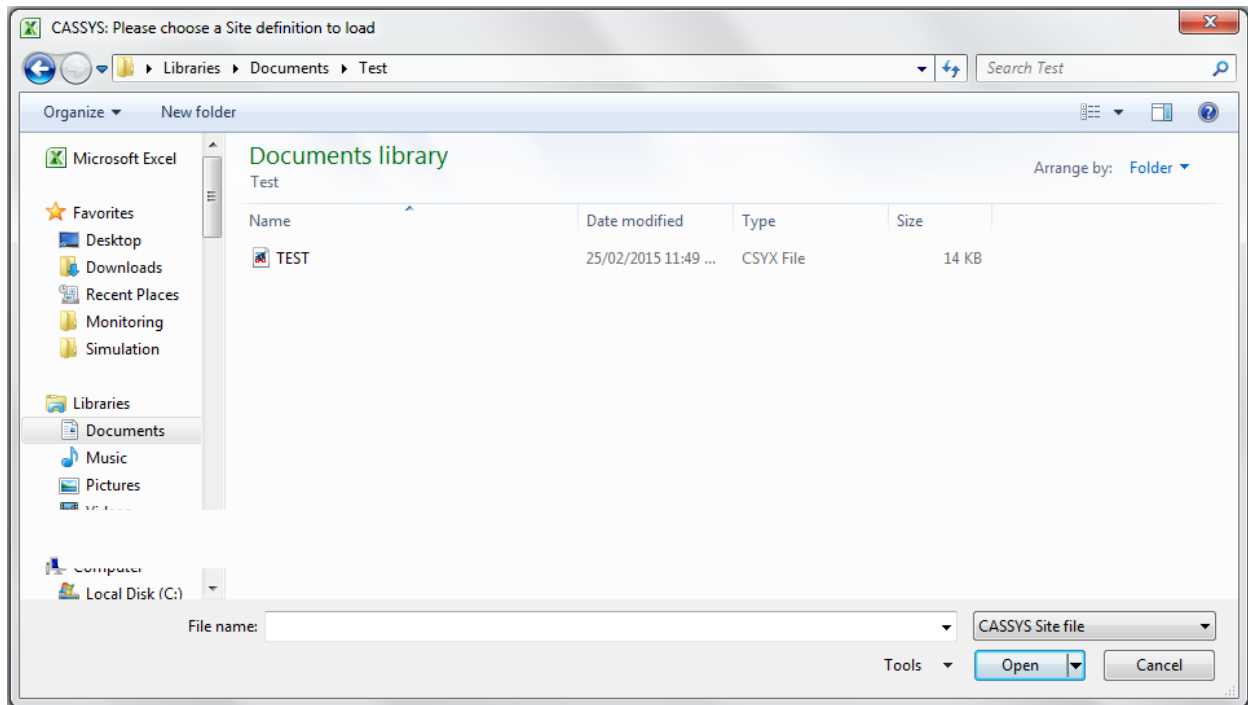 CASSYS: Please choose a Site definition to load
Libraries Documents Test
Search Test
Organize New folder
Microsoft Excel
Favorites
Desktop
Downloads
Recent Places
Monitoring
Simulation
Libraries
Documents
Music
Pictures
Local Disk (C:)
Documents library
Test
Arrange by: Folder
Name Date modified Type Size
TEST 25/02/2015 11:49 ... CSYX File 14 KB
File name:
CASSYS Site file
Tools Open Cancel